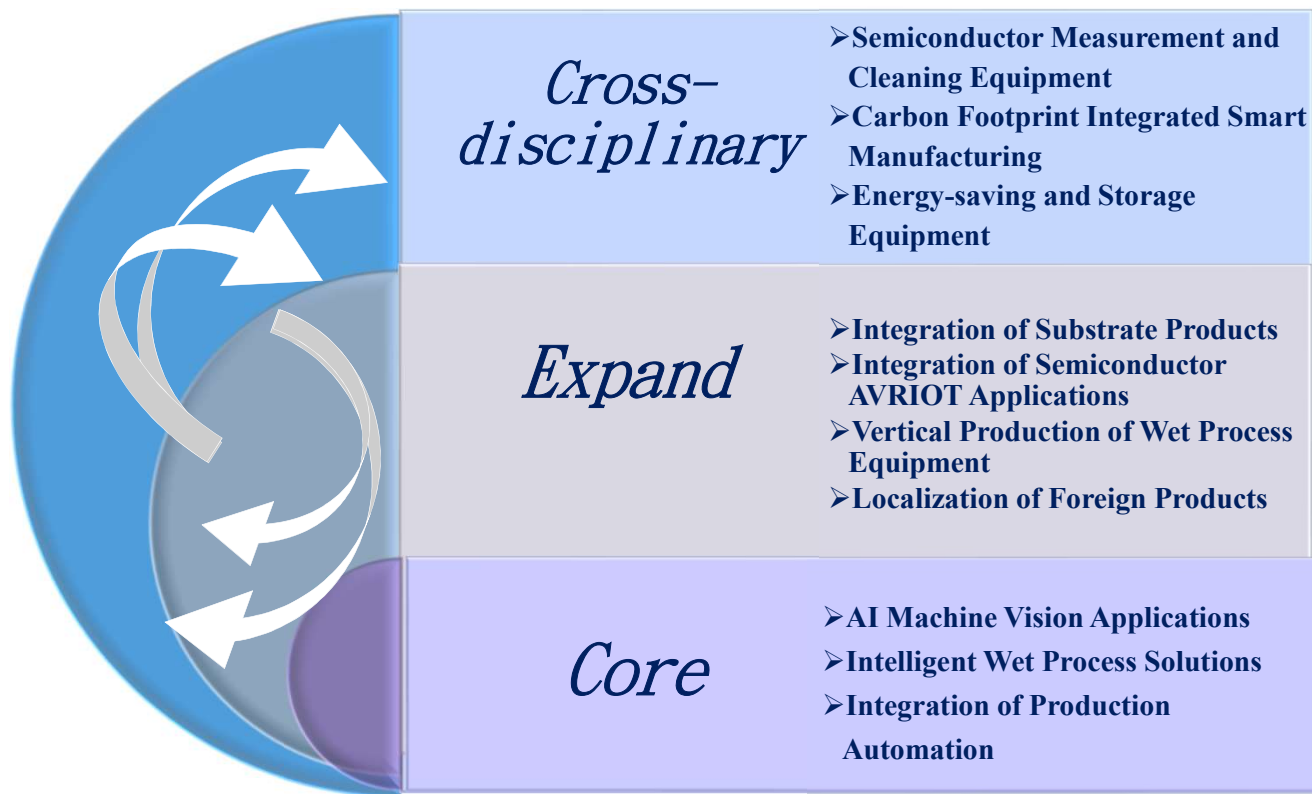 Cross-
disciplinary
➢Semiconductor Measurement and
Cleaning Equipment
➢Carbon Footprint Integrated Smart
Manufacturing
➢Energy-saving and Storage
Equipment
Expand
➢Integration of Substrate Products
➢Integration of Semiconductor
AVRIOT Applications
➢Vertical Production of Wet Process
Equipment
➢Localization of Foreign Products
Core
➢AI Machine Vision Applications
➢Intelligent Wet Process Solutions
➢Integration of Production
Automation